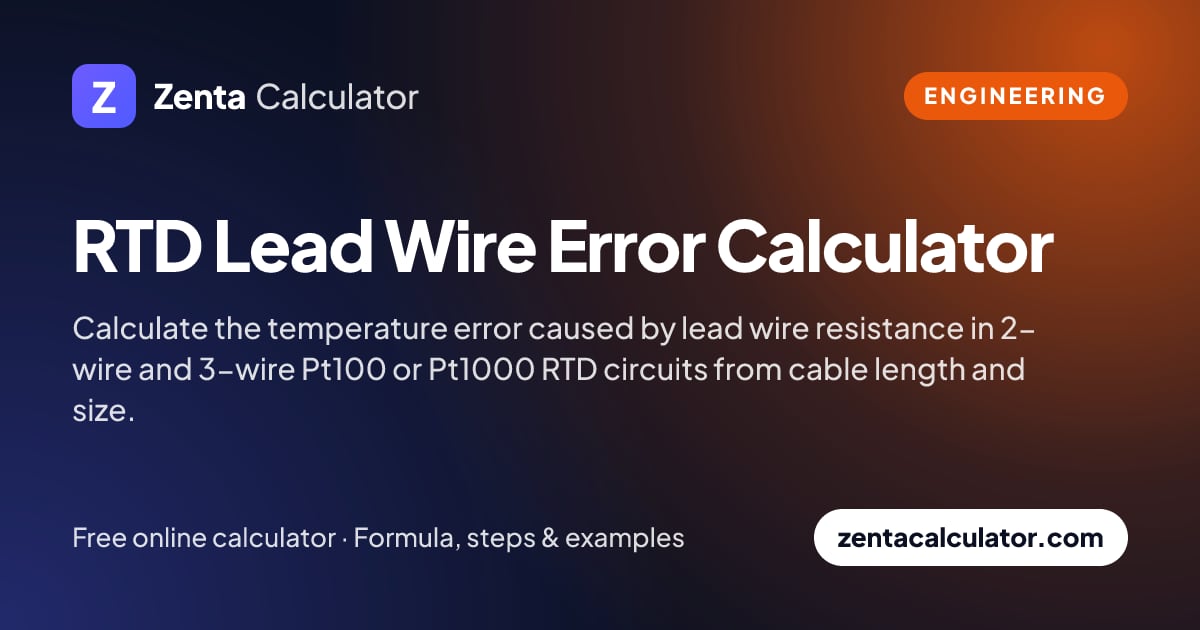 Z
Zenta Calculator
ENGINEERING
RTD Lead Wire Error Calculator
Calculate the temperature error caused by lead wire resistance in 2–
wire and 3–wire Pt100 or Pt1000 RTD circuits from cable length and
size.
Free online calculator · Formula, steps & examples
zentacalculator.com